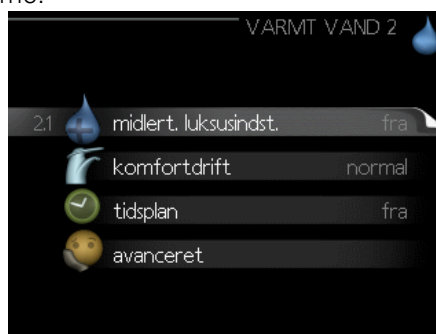 VARMT VAND 2
2.1 midlert. luksusindst. fra
komfortdrift normal
tidsplan fra
avanceret